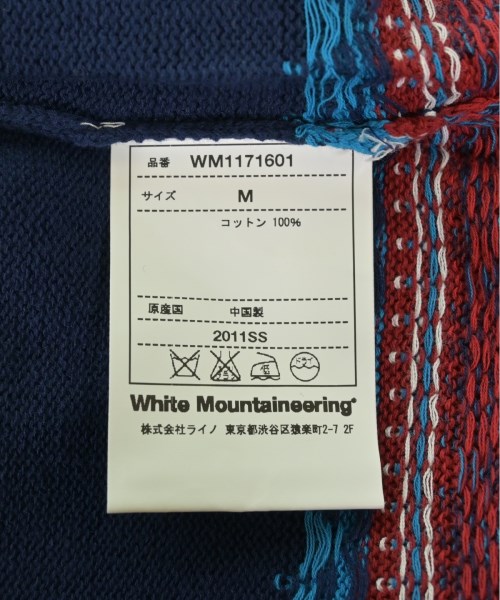 品番 WM1171601
サイズ M
コットン 100%
原産国 中国製
2011SS
低
White Mountaineering®
株式会社ライノ 東京都渋谷区猿楽町2-7 2F